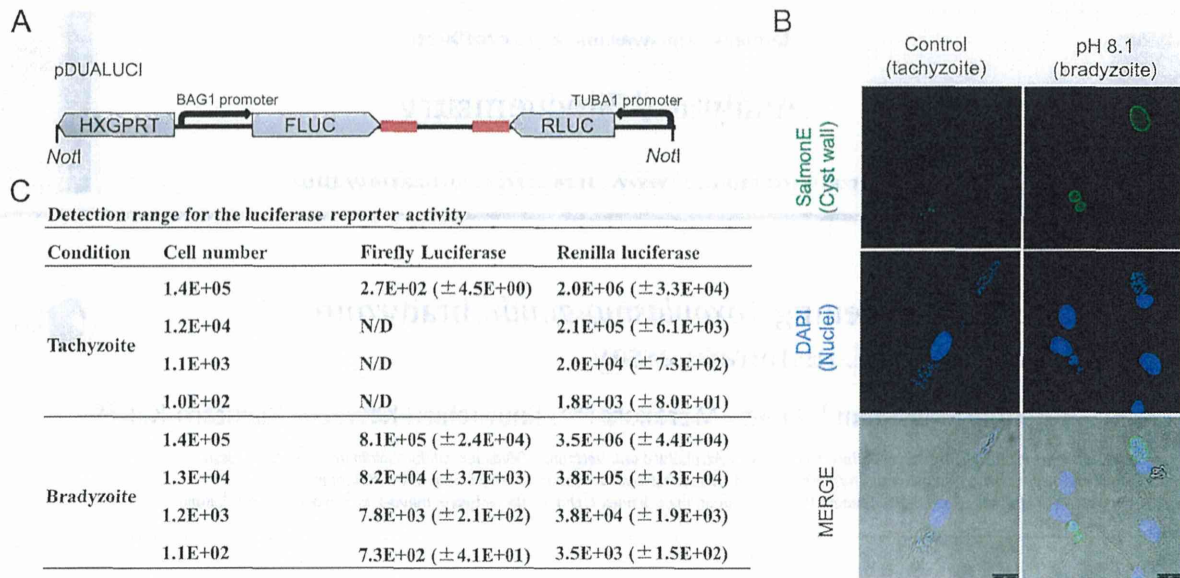 A
pDUALUCI
BAG1 promoter
TUBA1 promoter
HXGPRT
FLUC
RLUC
NotI
NotI
C
Detection range for the luciferase reporter activity
Condition Cell number Firefly Luciferase Renilla luciferase
Tachyzoite
1.4E+05 2.7E+02 (±4.5E+00) 2.0E+06 (±3.3E+04)
1.2E+04 N/D 2.1E+05 (±6.1E+03)
1.1E+03 N/D 2.0E+04 (±7.3E+02)
1.0E+02 N/D 1.8E+03 (±8.0E+01)
Bradyzoite
1.4E+05 8.1E+05 (±2.4E+04) 3.5E+06 (±4.4E+04)
1.3E+04 8.2E+04 (±3.7E+03) 3.8E+05 (±1.3E+04)
1.2E+03 7.8E+03 (±2.1E+02) 3.8E+04 (±1.9E+03)
1.1E+02 7.3E+02 (±4.1E+01) 3.5E+03 (±1.5E+02)
B
Control
(tachyzoite)
pH 8.1
(bradyzoite)
SalmonE
(Cyst wall)
DAPI
(Nuclei)
MERGE